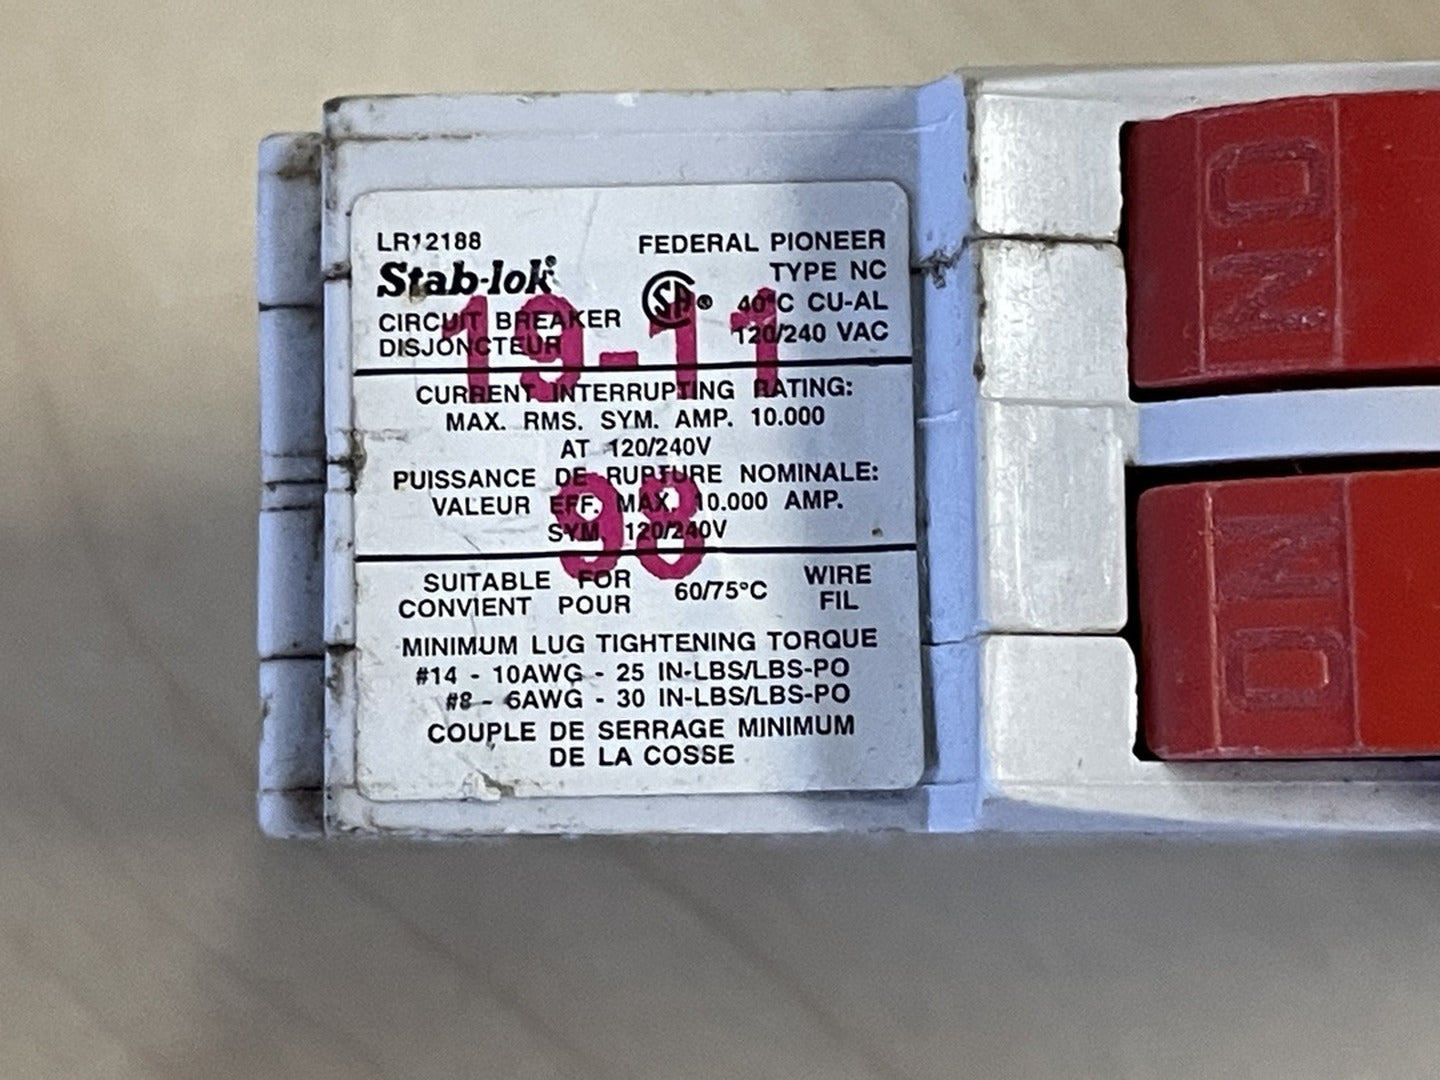 LR12188
Stab-lok®
CIRCUIT BREAKER
DISJONCTEUR
FEDERAL PIONEER
TYPE NC
SA® 40°C CU-AL
120/240 VAC
19-11
CURRENT INTERRUPTING RATING:
MAX. RMS. SYM. AMP. 10.000
AT 120/240V
PUISSANCE DE RUPTURE NOMINALE:
VALEUR EFF. MAX. 10.000 AMP.
SYM. 120/240V
98
SUITABLE FOR
CONVIENT POUR
60/75°C
WIRE
FIL
MINIMUM LUG TIGHTENING TORQUE
#14 - 10AWG - 25 IN-LBS/LBS-PO
#8 - 6AWG - 30 IN-LBS/LBS-PO
COUPLE DE SERRAGE MINIMUM
DE LA COSSE
ON
ON